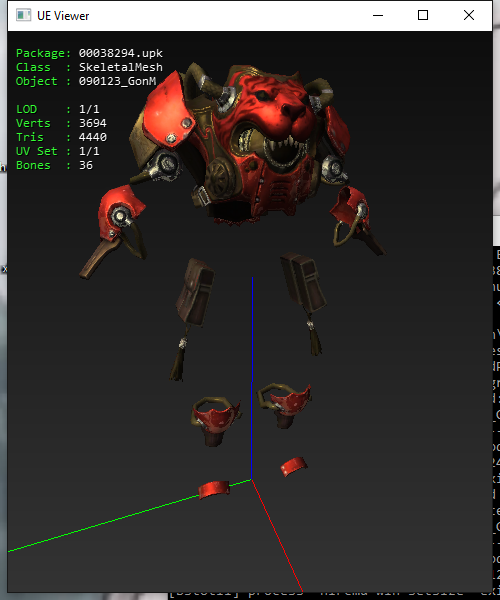 UE Viewer
Package: 00038294.upk
Class : SkeletalMesh
Object : 090123_GonM
LOD : 1/1
Verts : 3694
Tris : 4440
UV Set : 1/1
Bones : 36